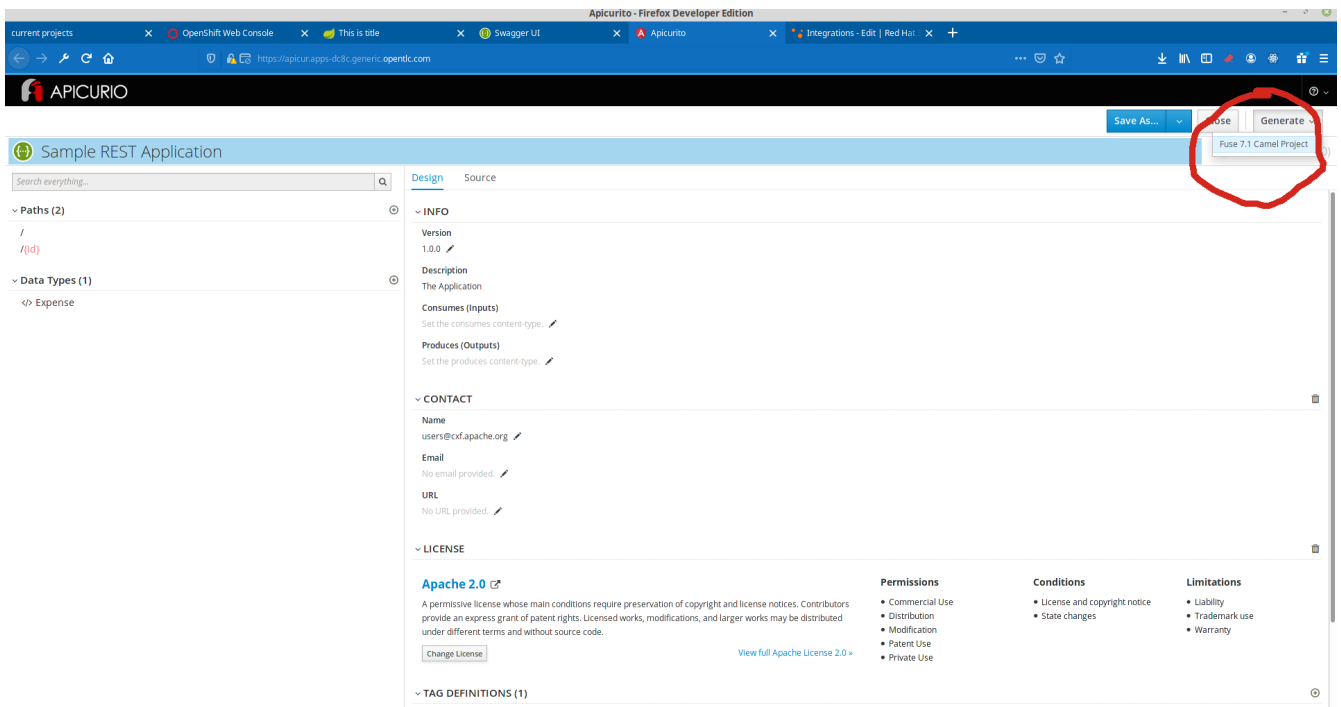 Apicurito - Firefox Developer Edition
current projects
OpenShift Web Console
This is title
Swagger UI
Apicurito
Integrations - Edit | Red Hat
https://apicur.apps-dc8c.generic.opentlc.com
APICURIO
Save As...
Generate
Fuse 7.1 Camel Project
Sample REST Application
Search everything...
Design Source
Paths (2)
/
/{id}
Data Types (1)
</> Expense
INFO
Version
1.0.0
Description
The Application
Consumes (Inputs)
Set the consumes content-type.
Produces (Outputs)
Set the produces content-type.
CONTACT
Name
users@cxf.apache.org
Email
No email provided.
URL
No URL provided.
LICENSE
Apache 2.0
A permissive license whose main conditions require preservation of copyright and license notices. Contributors
provide an express grant of patent rights. Licensed works, modifications, and larger works may be distributed
under different terms and without source code.
Change License
View full Apache License 2.0 »
Permissions
• Commercial Use
• Distribution
• Modification
• Patent Use
• Private Use
Conditions
• License and copyright notice
• State changes
Limitations
• Liability
• Trademark use
• Warranty
TAG DEFINITIONS (1)